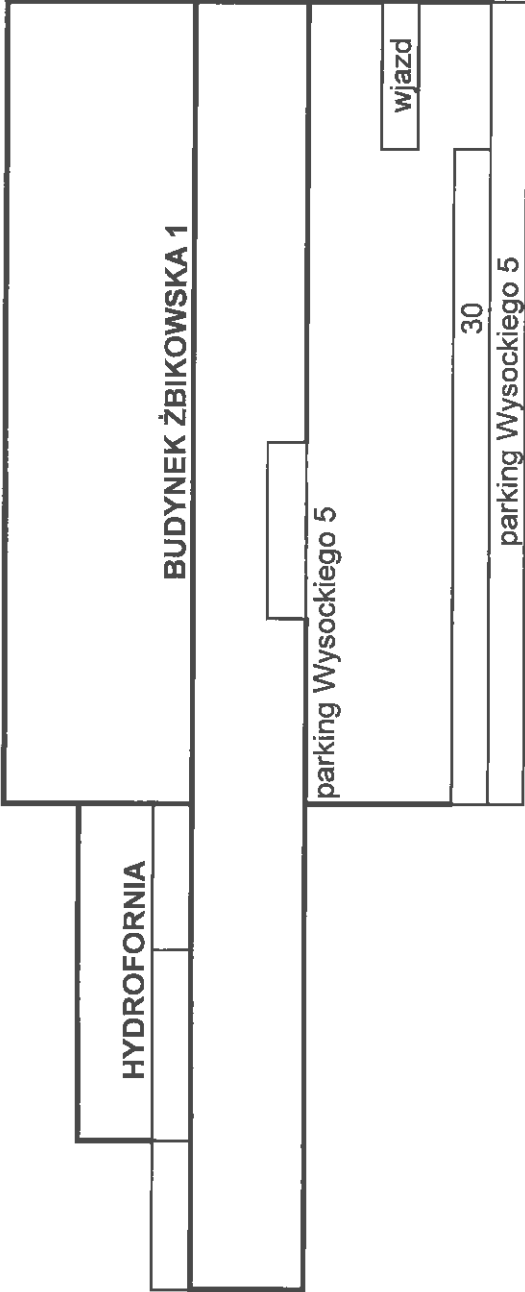 HYDROFORNIA
BUDYNEK ŻBIKOWSKA 1
parking Wysockiego 5
wjazd
30
parking Wysockiego 5